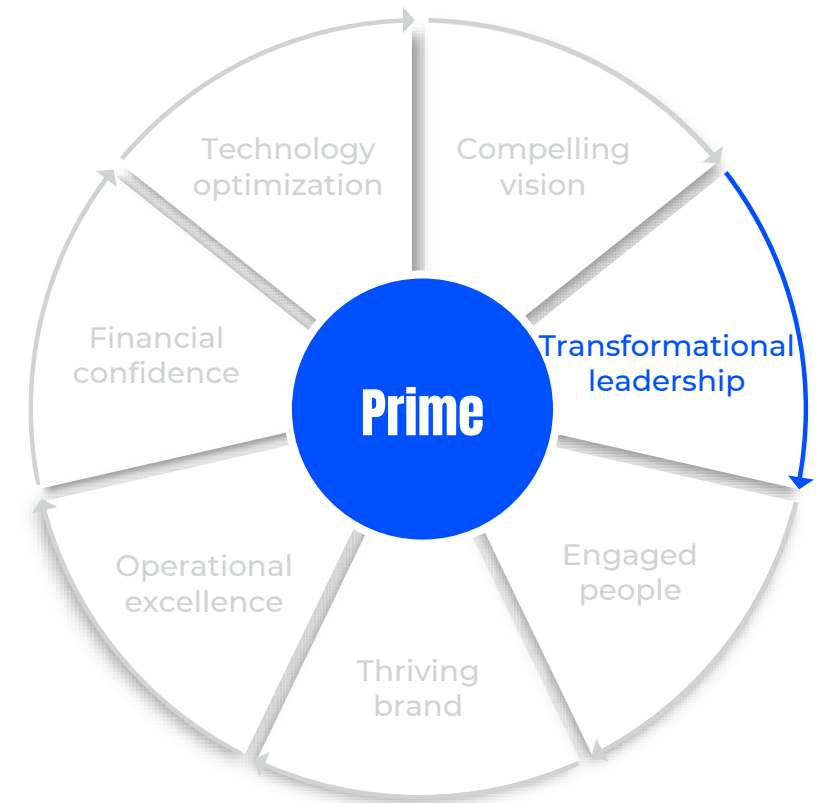 Technology
optimization
Compelling
vision
Financial
confidence
Transformational
leadership
Prime
Operational
excellence
Engaged
people
Thriving
brand